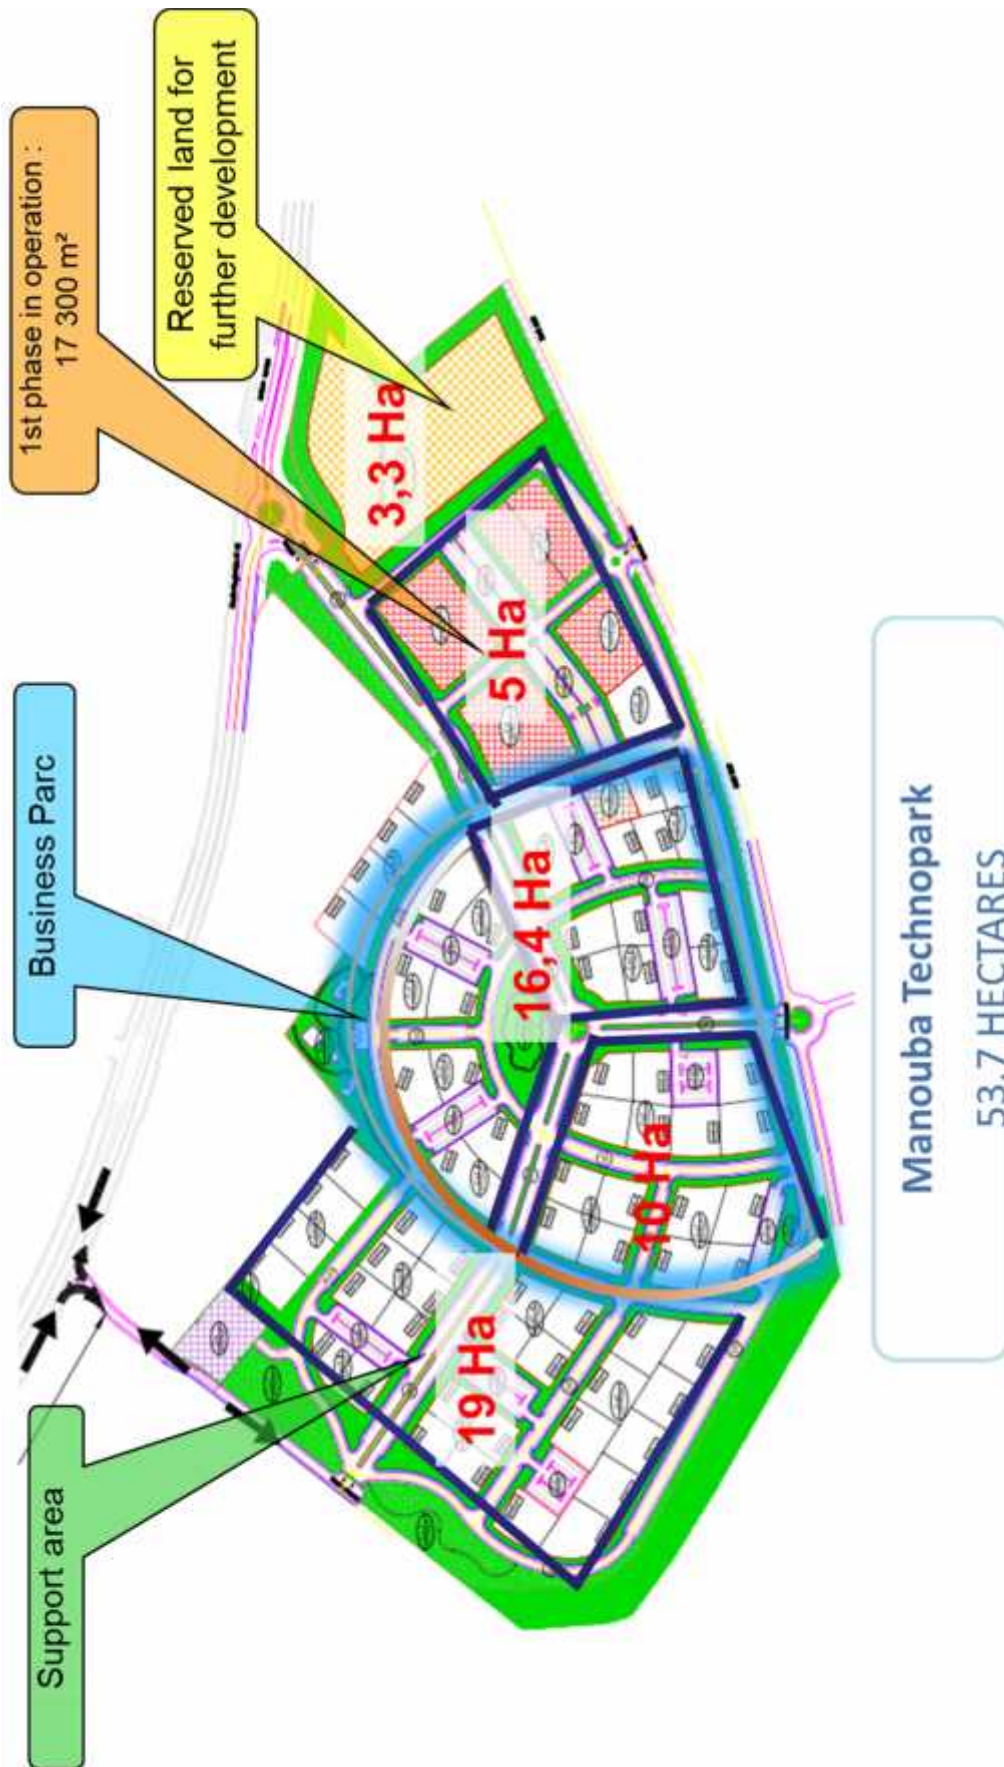 Support area
Business Parc
1st phase in operation :
17 300 m²
Reserved land for
further development
19 Ha
10 Ha
16,4 Ha
5 Ha
3,3 Ha
Manouba Technopark
53,7 HECTARES